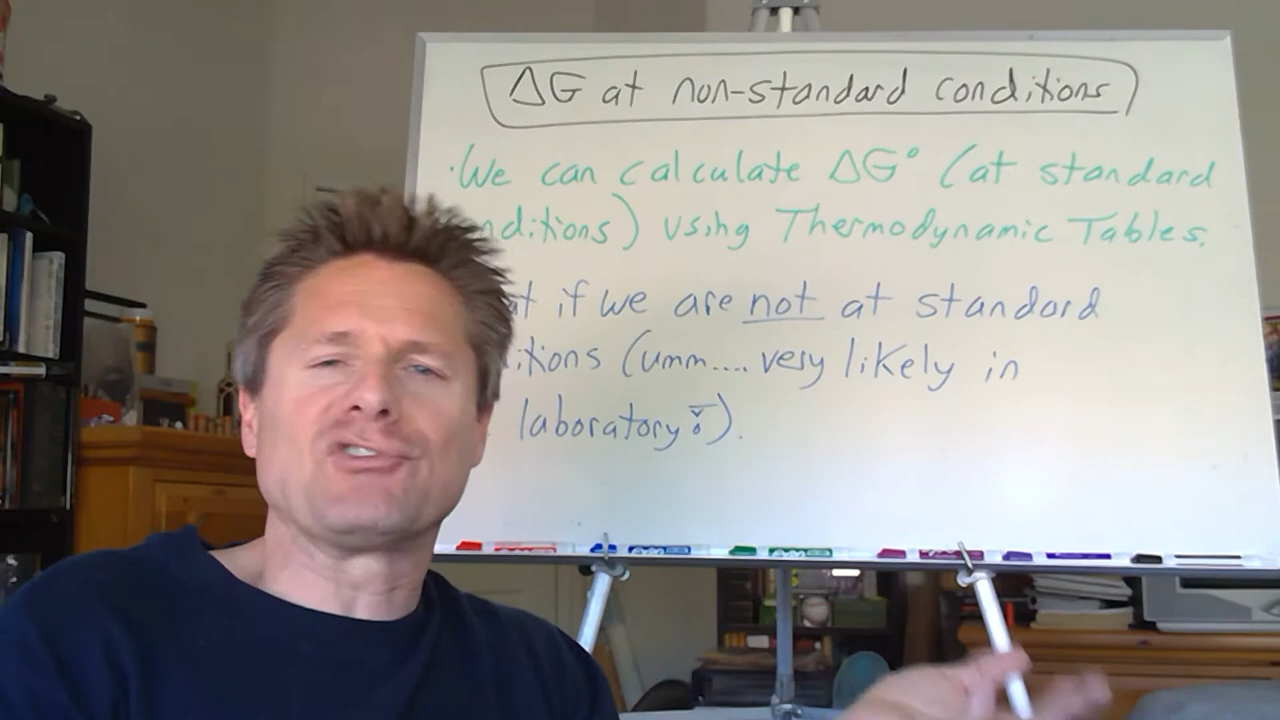 ΔG at non-standard conditions
·We can calculate ΔG° (at standard
nditions) using Thermodynamic Tables.
t if we are not at standard
itions (umm.... very likely in
laboratory).